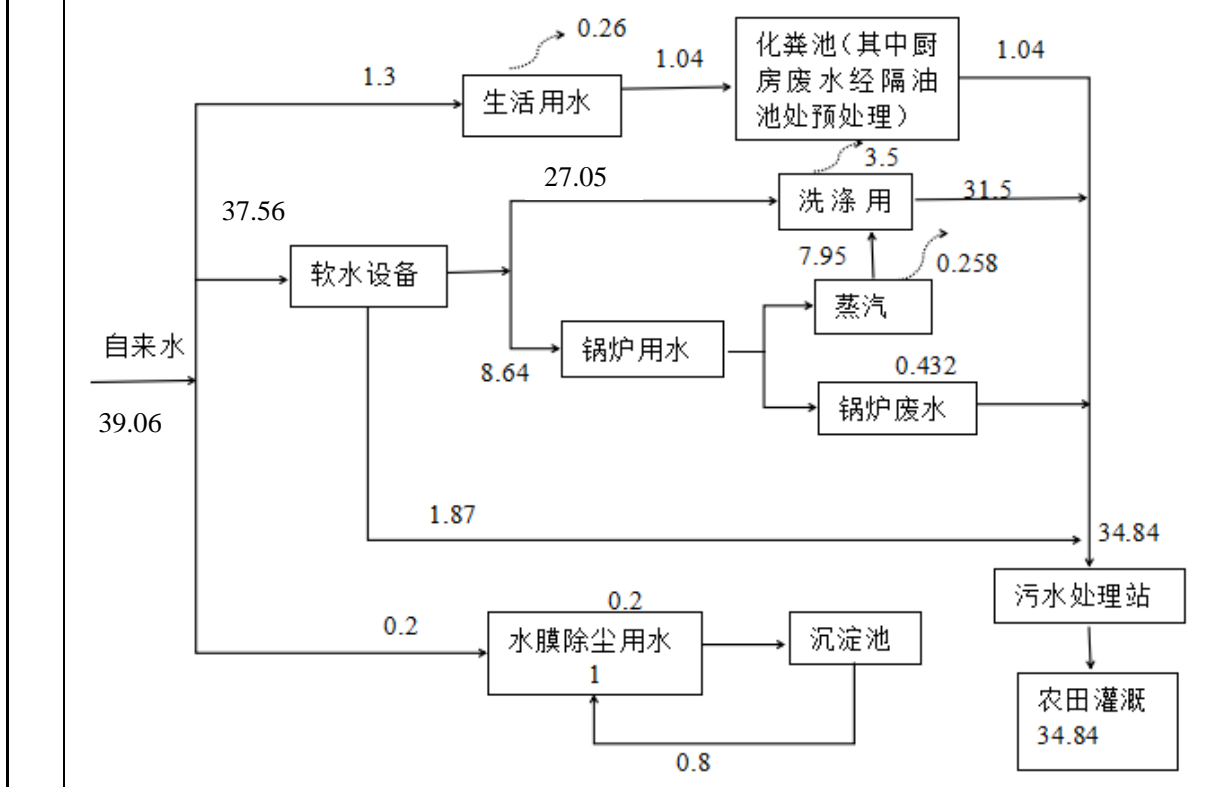 0.26
1.3
生活用水
1.04
化粪池（其中厨
房废水经隔油
池处预处理）
1.04
3.5
27.05
洗涤用
31.5
37.56
软水设备
7.95
0.258
蒸汽
自来水
39.06
8.64
锅炉用水
0.432
锅炉废水
1.87
34.84
污水处理站
0.2
0.2
水膜除尘用水
1
沉淀池
0.8
农田灌溉
34.84